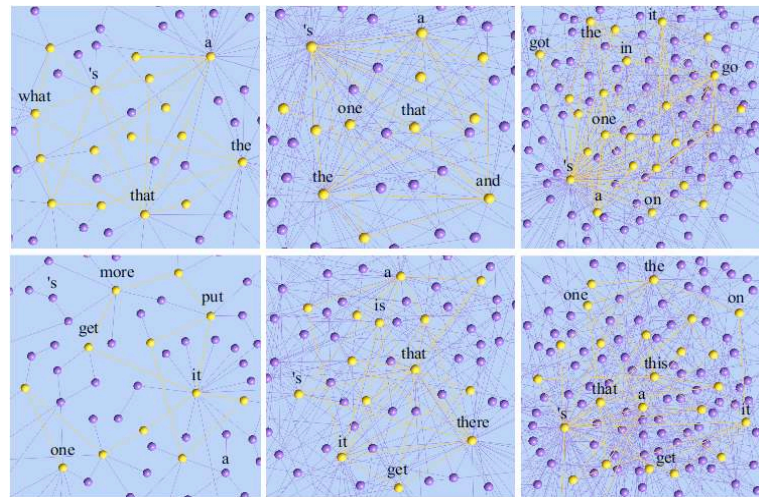 a
's
what
the
that
's
a
one
that
the
and
it
the
got
in
go
one
's
a
on
more
's
put
get
it
one
a
a
is
that
's
there
it
get
the
one
on
this
that
a
's
it
get